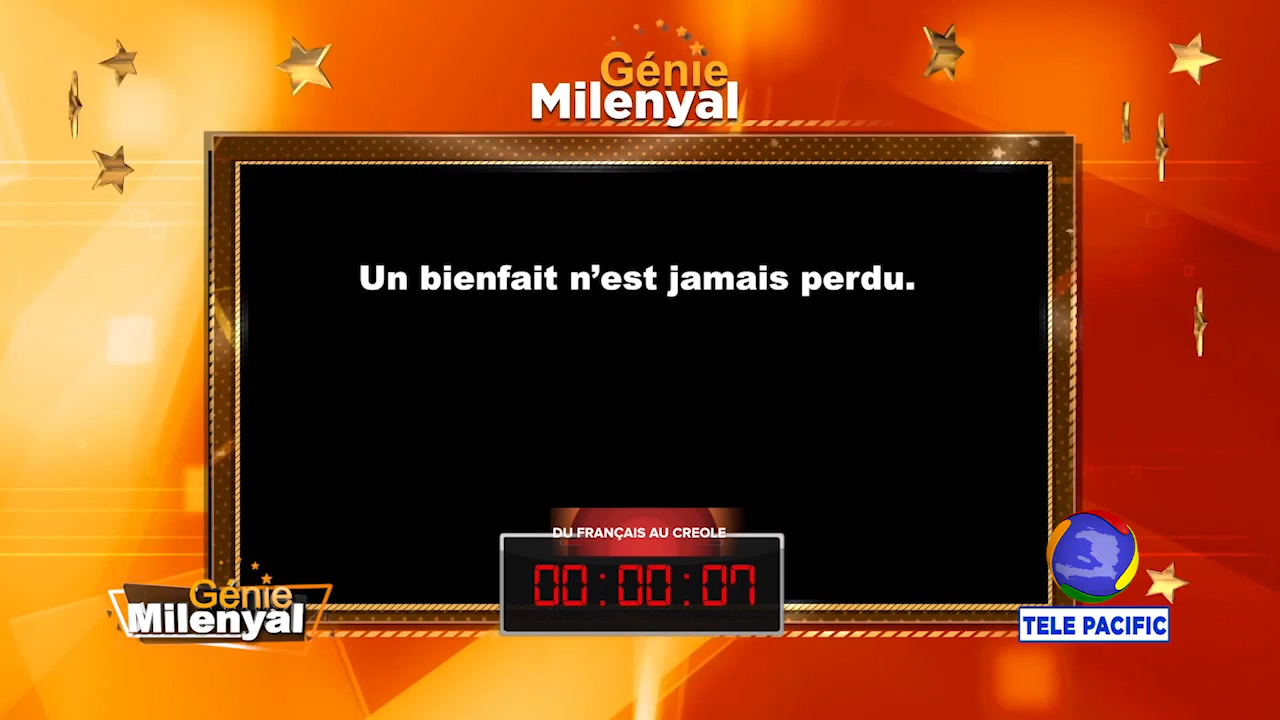 Génie
Milenyal
Un bienfait n’est jamais perdu.
DU FRANÇAIS AU CREOLE
00:00:07
Génie
Milenyal
TELE PACIFIC